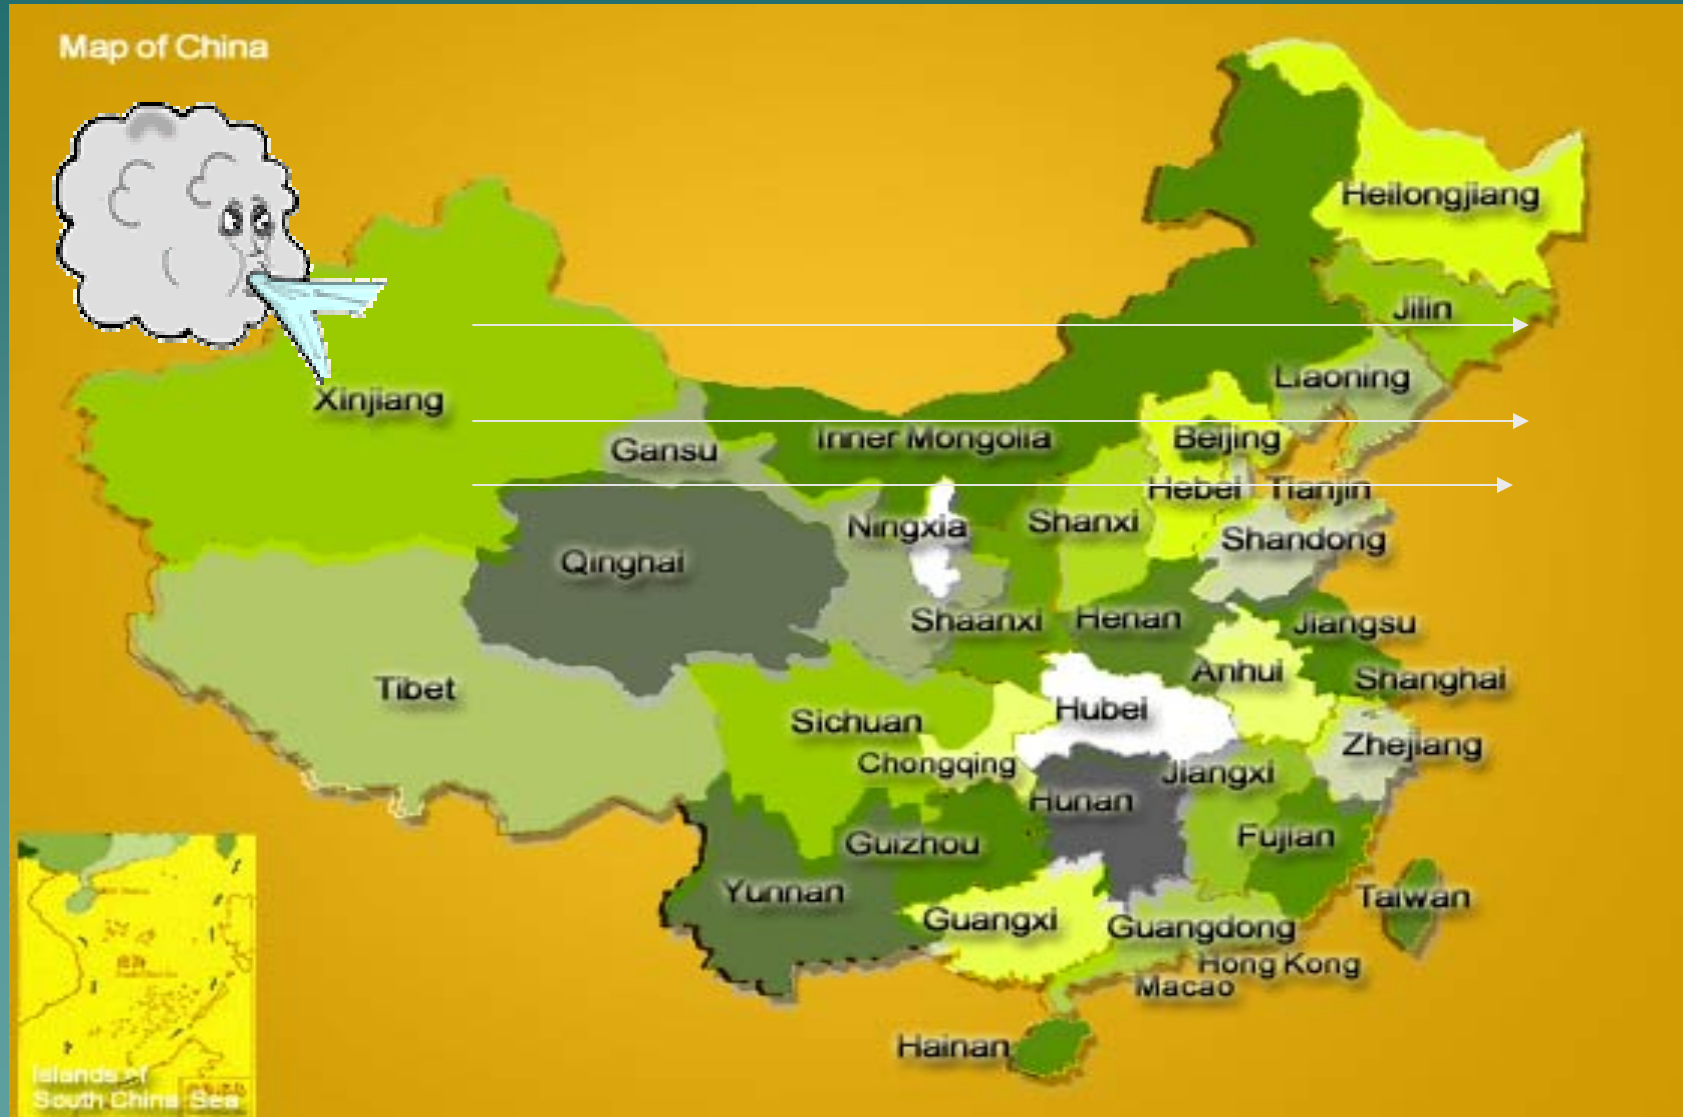 Map of China
Heilongjiang
Jilin
Liaoning
Xinjiang
Gansu
Inner Mongolia
Beijing
Hebei
Tianjin
Ningxia
Shanxi
Shandong
Qinghai
Shaanxi
Henan
Jiangsu
Tibet
Anhui
Shanghai
Sichuan
Hubei
Chongqing
Jiangxi
Zhejiang
Hunan
Guizhou
Fujian
Yunnan
Guangxi
Guangdong
Taiwan
Hong Kong
Macao
Hainan
Islands of
South China Sea